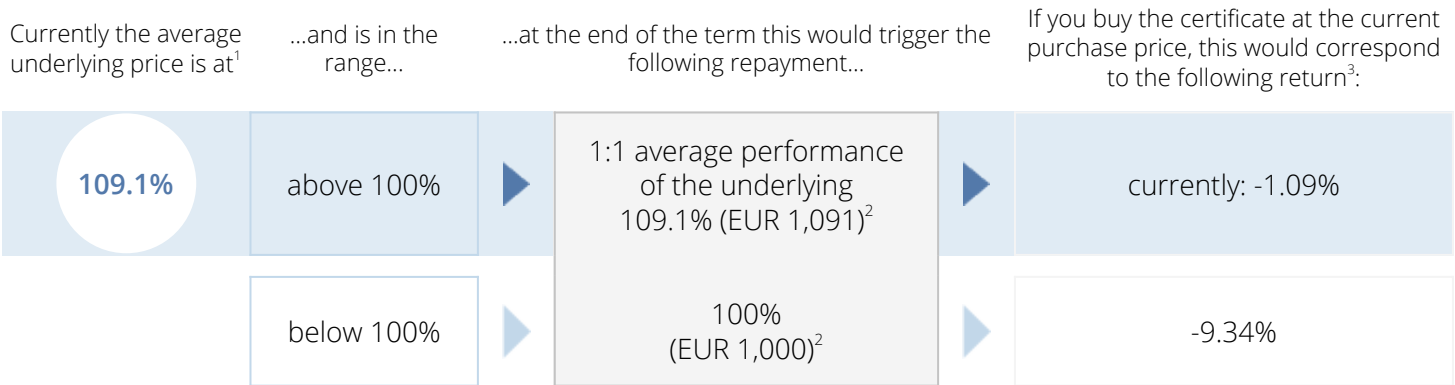 Currently the average
underlying price is at¹
...and is in the
range...
...at the end of the term this would trigger the
following repayment...
If you buy the certificate at the current
purchase price, this would correspond
to the following return³:
109.1%
above 100%
1:1 average performance
of the underlying
109.1% (EUR 1,091)²
currently: -1.09%
below 100%
100%
(EUR 1,000)²
-9.34%